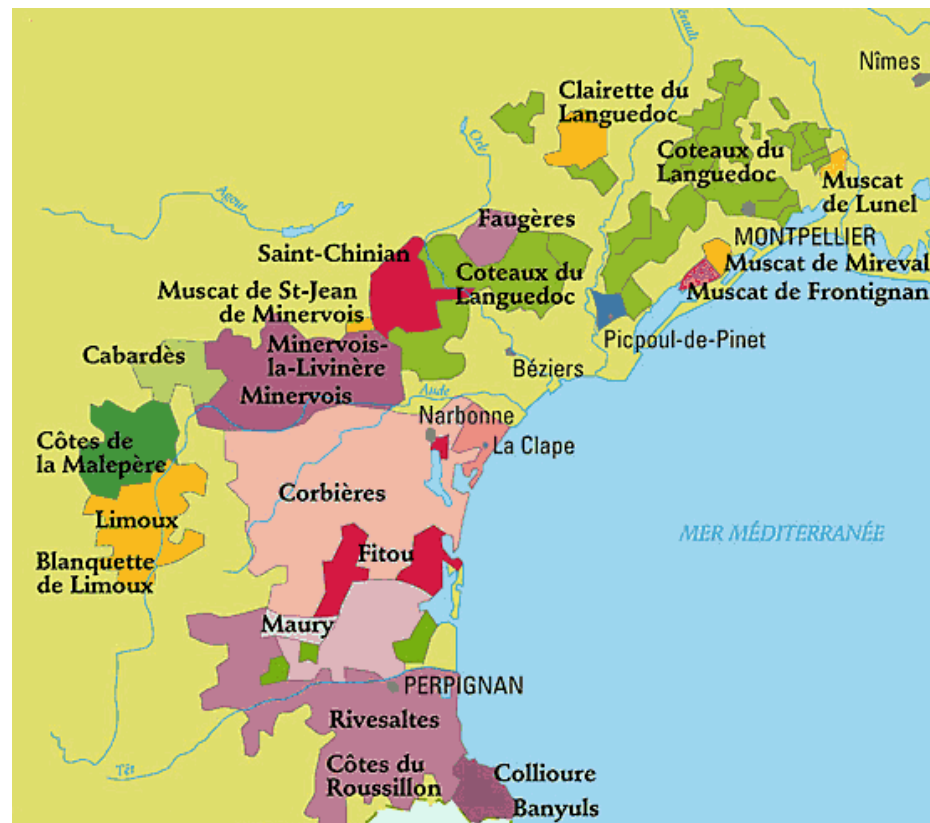 Nîmes
Hérault
Clairette du
Languedoc
Orb
Coteaux du
Languedoc
Muscat
de Lunel
Agout
Faugères
MONTPELLIER
Saint-Chinian
Muscat de Mireval
Coteaux du
Languedoc
Muscat de St-Jean
de Minervois
Muscat de Frontignan
Picpoul-de-Pinet
Minervois-
la-Livinère
Cabardès
Béziers
Minervois
Aude
Narbonne
Côtes de
la Malepère
La Clape
Corbières
Limoux
MER MÉDITERRANÉE
Fitou
Blanquette
de Limoux
Maury
PERPIGNAN
Rivesaltes
Têt
Côtes du
Roussillon
Collioure
Banyuls